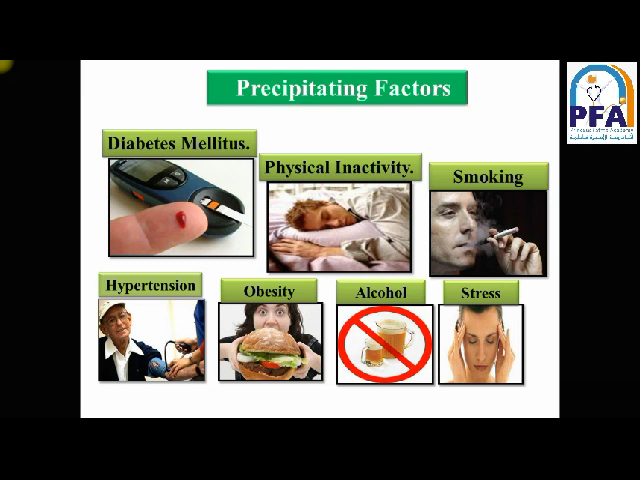 Precipitating Factors
PFA
Diabetes Mellitus.
Physical Inactivity.
Smoking
Hypertension
Obesity
Alcohol
Stress